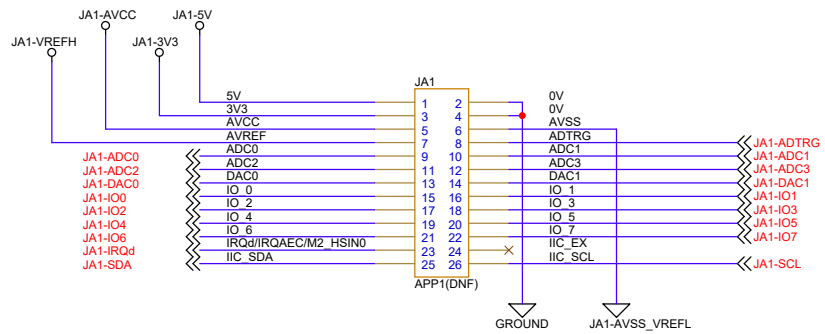 JA1-AVCC JA1-5V
JA1-VREFH JA1-3V3
JA1
5V 1 2 0V
3V3 3 4 0V
AVCC 5 6 AVSS
AVREF 7 8 ADTRG JA1-ADTRG
JA1-ADC0 ADC0 9 10 ADC1 JA1-ADC1
JA1-ADC2 ADC2 11 12 ADC3 JA1-ADC3
JA1-DAC0 DAC0 13 14 DAC1 JA1-DAC1
JA1-IO0 IO_0 15 16 IO_1 JA1-IO1
JA1-IO2 IO_2 17 18 IO_3 JA1-IO3
JA1-IO4 IO_4 19 20 IO_5 JA1-IO5
JA1-IO6 IO_6 21 22 IO_7 JA1-IO7
JA1-IRQd IRQd/IRQAEC/M2_HSIN0 23 24 IIC_EX
JA1-SDA IIC_SDA 25 26 IIC_SCL JA1-SCL
APP1(DNF)
GROUND JA1-AVSS_VREFL